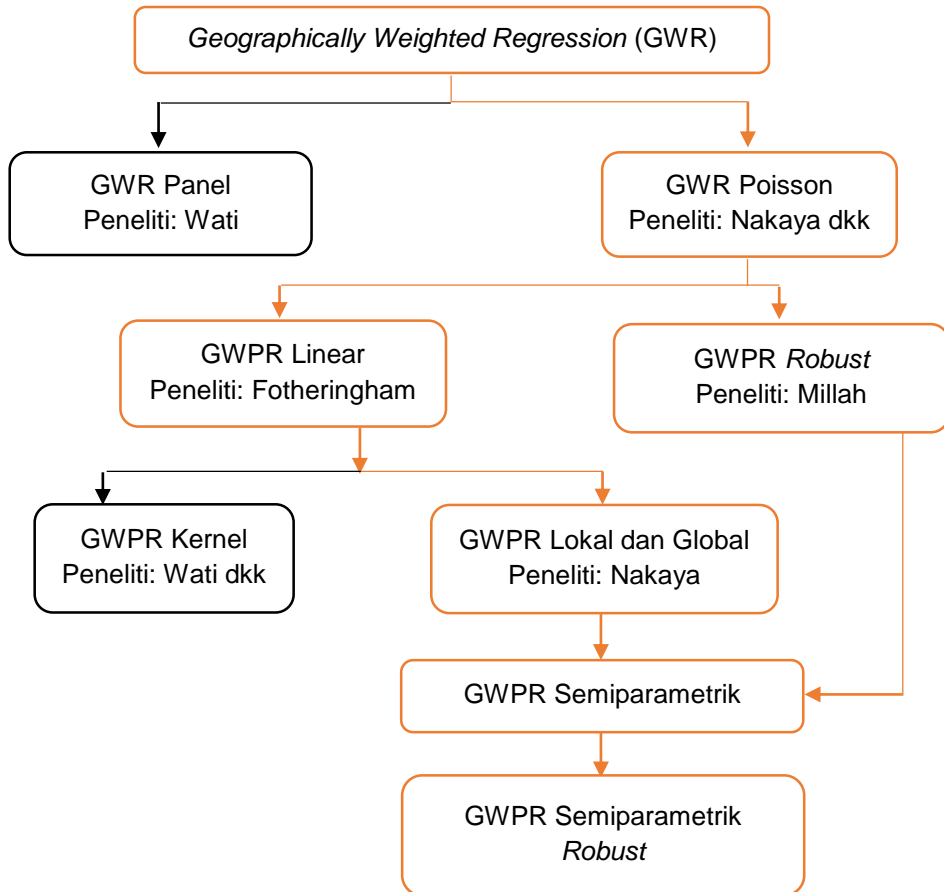 Geographically Weighted Regression (GWR)
GWR Panel
Peneliti: Wati
GWR Poisson
Peneliti: Nakaya dkk
GWPR Linear
Peneliti: Fotheringham
GWPR Robust
Peneliti: Millah
GWPR Kernel
Peneliti: Wati dkk
GWPR Lokal dan Global
Peneliti: Nakaya
GWPR Semiparametrik
GWPR Semiparametrik
Robust